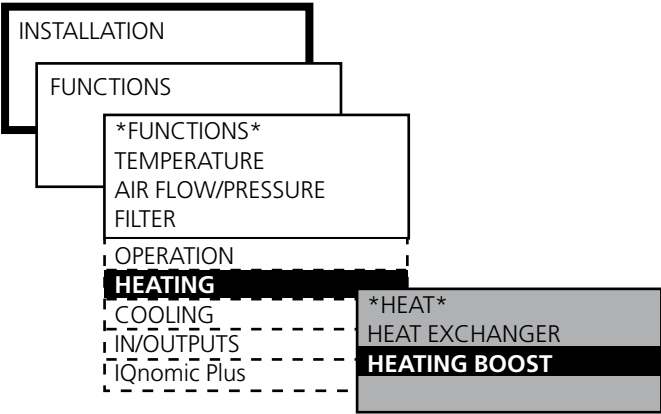 INSTALLATION
FUNCTIONS
*FUNCTIONS*
TEMPERATURE
AIR FLOW/PRESSURE
FILTER
OPERATION
HEATING
COOLING
IN/OUTPUTS
IQnomic Plus
*HEAT*
HEAT EXCHANGER
HEATING BOOST